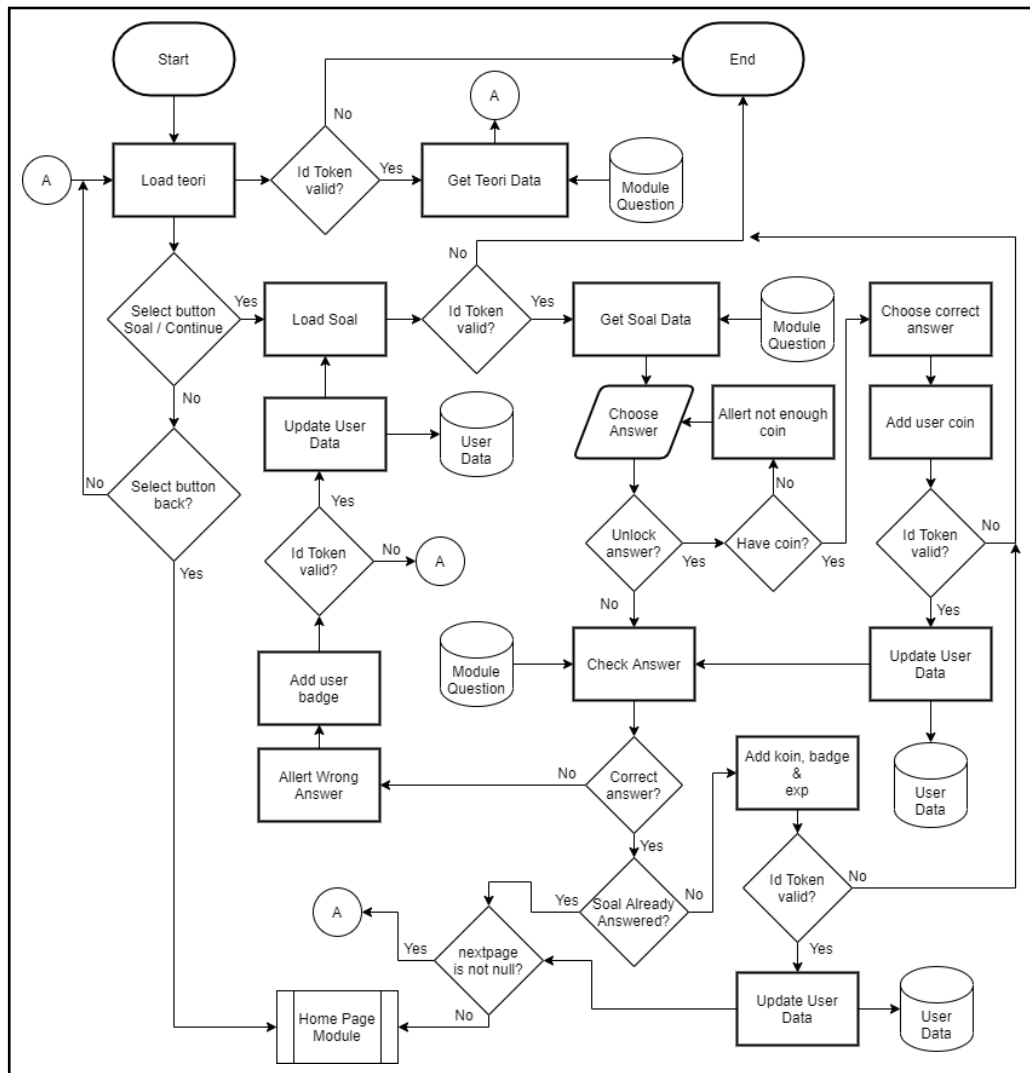 Start
End
No
A
A
Load teori
Id Token
valid?
Yes
Get Teori Data
Module
Question
No
Select button
Soal / Continue
Yes
Load Soal
Id Token
valid?
Yes
Get Soal Data
Module
Question
Choose correct
answer
No
Update User
Data
User
Data
Choose
Answer
Allert not enough
coin
Add user coin
No
Select button
back?
Yes
No
Yes
Id Token
valid?
No
A
Unlock
answer?
Yes
Have coin?
Yes
Id Token
valid?
No
No
Yes
Add user
badge
Module
Question
Check Answer
Update User
Data
Allert Wrong
Answer
No
Correct
answer?
Add koin, badge
&
exp
User
Data
Yes
A
Yes
Soal Already
Answered?
No
Id Token
valid?
No
Yes
nextpage
is not null?
Yes
No
Home Page
Module
Update User
Data
User
Data